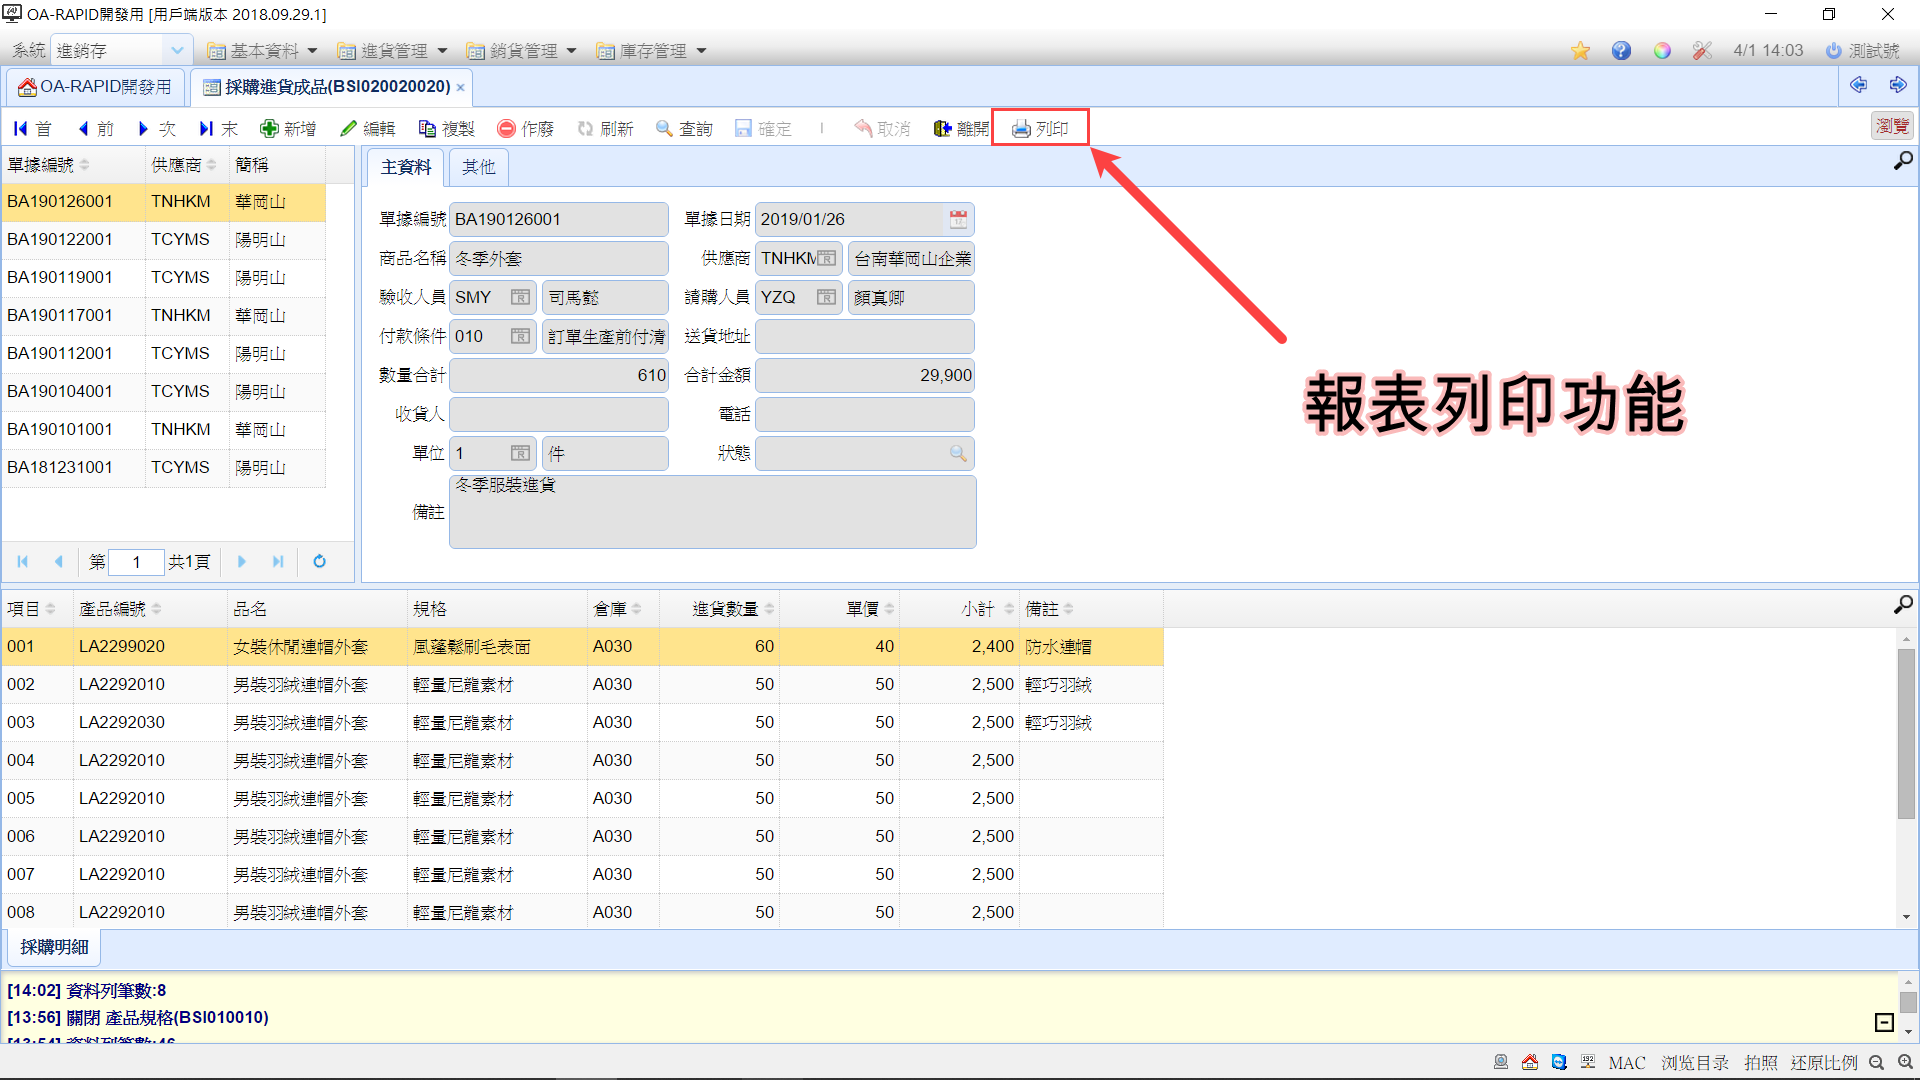 OA-RAPID開發用 [用戶端版本 2018.09.29.1]
系統 進銷存 基本資料 進貨管理 銷貨管理 庫存管理 4/1 14:03 測試號
OA-RAPID開發用 採購進貨成品(BSI020020020) ×
首 前 次 末 新增 編輯 複製 作廢 刷新 查詢 確定 取消 離開 列印 瀏覽
單據編號 供應商 簡稱
BA190126001 TNHKM 華岡山
BA190122001 TCYMS 陽明山
BA190119001 TCYMS 陽明山
BA190117001 TNHKM 華岡山
BA190112001 TCYMS 陽明山
BA190104001 TCYMS 陽明山
BA190101001 TNHKM 華岡山
BA181231001 TCYMS 陽明山
第 1 共1頁
主資料 其他
單據編號 BA190126001 單據日期 2019/01/26
商品名稱 冬季外套 供應商 TNHKM 台南華岡山企業
驗收人員 SMY 司馬懿 請購人員 YZQ 顏真卿
付款條件 010 訂單生產前付清 送貨地址
數量合計 610 合計金額 29,900
收貨人 電話
單位 1 件 狀態
備註 冬季服裝進貨
報表列印功能
項目 產品編號 品名 規格 倉庫 進貨數量 單價 小計 備註
001 LA2299020 女裝休閒連帽外套 風蓬鬆刷毛表面 A030 60 40 2,400 防水連帽
002 LA2292010 男裝羽絨連帽外套 輕量尼龍素材 A030 50 50 2,500 輕巧羽絨
003 LA2292030 男裝羽絨連帽外套 輕量尼龍素材 A030 50 50 2,500 輕巧羽絨
004 LA2292010 男裝羽絨連帽外套 輕量尼龍素材 A030 50 50 2,500
005 LA2292010 男裝羽絨連帽外套 輕量尼龍素材 A030 50 50 2,500
006 LA2292010 男裝羽絨連帽外套 輕量尼龍素材 A030 50 50 2,500
007 LA2292010 男裝羽絨連帽外套 輕量尼龍素材 A030 50 50 2,500
008 LA2292010 男裝羽絨連帽外套 輕量尼龍素材 A030 50 50 2,500
採購明細
[14:02] 資料列筆數:8
[13:56] 關閉 產品規格(BSI010010)
[13:54] 資料列筆數:46
MAC 浏览目录 拍照 还原比例